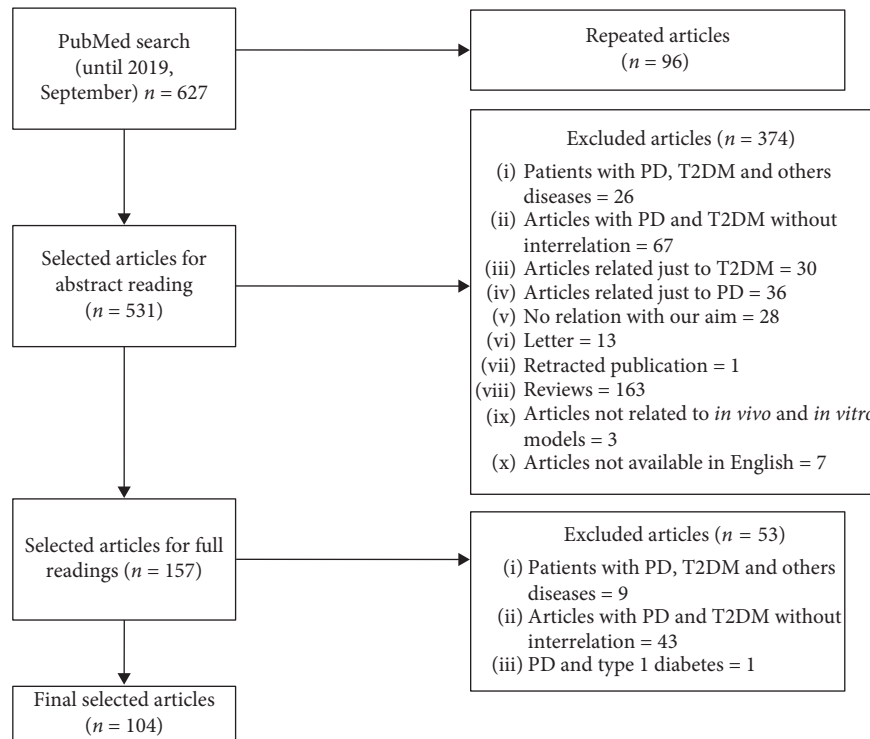 PubMed search
(until 2019,
September) n = 627
Repeated articles
(n = 96)
Selected articles for
abstract reading
(n = 531)
Excluded articles (n = 374)
(i) Patients with PD, T2DM and others
diseases = 26
(ii) Articles with PD and T2DM without
interrelation = 67
(iii) Articles related just to T2DM = 30
(iv) Articles related just to PD = 36
(v) No relation with our aim = 28
(vi) Letter = 13
(vii) Retracted publication = 1
(viii) Reviews = 163
(ix) Articles not related to in vivo and in vitro
models = 3
(x) Articles not available in English = 7
Selected articles for full
readings (n = 157)
Excluded articles (n = 53)
(i) Patients with PD, T2DM and others
diseases = 9
(ii) Articles with PD and T2DM without
interrelation = 43
(iii) PD and type 1 diabetes = 1
Final selected articles
(n = 104)